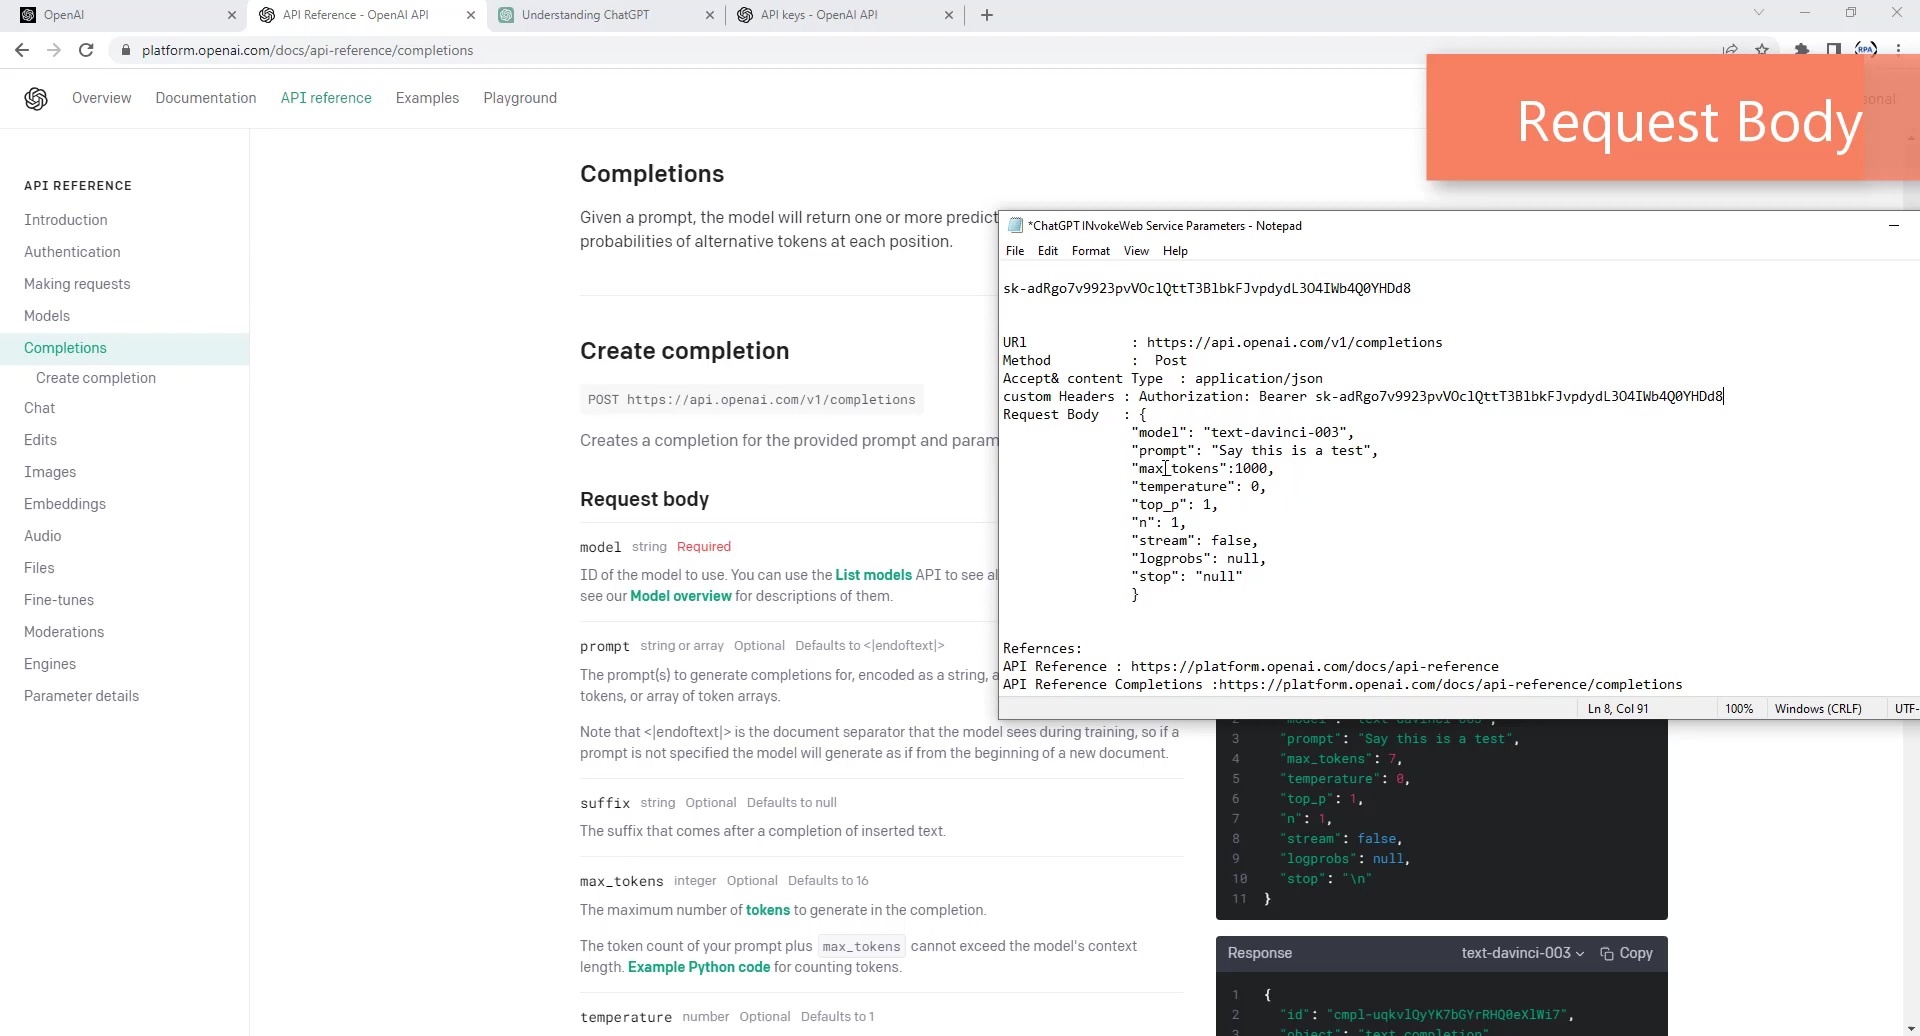 OpenAI
API Reference - OpenAI API
Understanding ChatGPT
API keys - OpenAI API
platform.openai.com/docs/api-reference/completions
RPA
Overview
Documentation
API reference
Examples
Playground
Request Body
API REFERENCE
Introduction
Authentication
Making requests
Models
Completions
Create completion
Chat
Edits
Images
Embeddings
Audio
Files
Fine-tunes
Moderations
Engines
Parameter details
Completions
Given a prompt, the model will return one or more predict
probabilities of alternative tokens at each position.
Create completion
POST https://api.openai.com/v1/completions
Creates a completion for the provided prompt and param
Request body
model string Required
ID of the model to use. You can use the List models API to see al
see our Model overview for descriptions of them.
prompt string or array Optional Defaults to <|endoftext|>
The prompt(s) to generate completions for, encoded as a string, a
tokens, or array of token arrays.
Note that <|endoftext|> is the document separator that the model sees during training, so if a
prompt is not specified the model will generate as if from the beginning of a new document.
suffix string Optional Defaults to null
The suffix that comes after a completion of inserted text.
max_tokens integer Optional Defaults to 16
The maximum number of tokens to generate in the completion.
The token count of your prompt plus max_tokens cannot exceed the model's context
length. Example Python code for counting tokens.
temperature number Optional Defaults to 1
*ChatGPT INvokeWeb Service Parameters - Notepad
File Edit Format View Help
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
URl : https://api.openai.com/v1/completions
Method : Post
Accept& content Type : application/json
custom Headers : Authorization: Bearer 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
Request Body : {
"model": "text-davinci-003",
"prompt": "Say this is a test",
"max_tokens":1000,
"temperature": 0,
"top_p": 1,
"n": 1,
"stream": false,
"logprobs": null,
"stop": "null"
}
Refernces:
API Reference : https://platform.openai.com/docs/api-reference
API Reference Completions :https://platform.openai.com/docs/api-reference/completions
Ln 8, Col 91
100%
Windows (CRLF)
UTF-
3 "prompt": "Say this is a test",
4 "max_tokens": 7,
5 "temperature": 0,
6 "top_p": 1,
7 "n": 1,
8 "stream": false,
9 "logprobs": null,
10 "stop": "\n"
11 }
Response
text-davinci-003
Copy
1 {
2 "id": "cmpl-uqkvlQyYK7bGYrRHQ0eXlWi7",
3 "object": "text_completion"